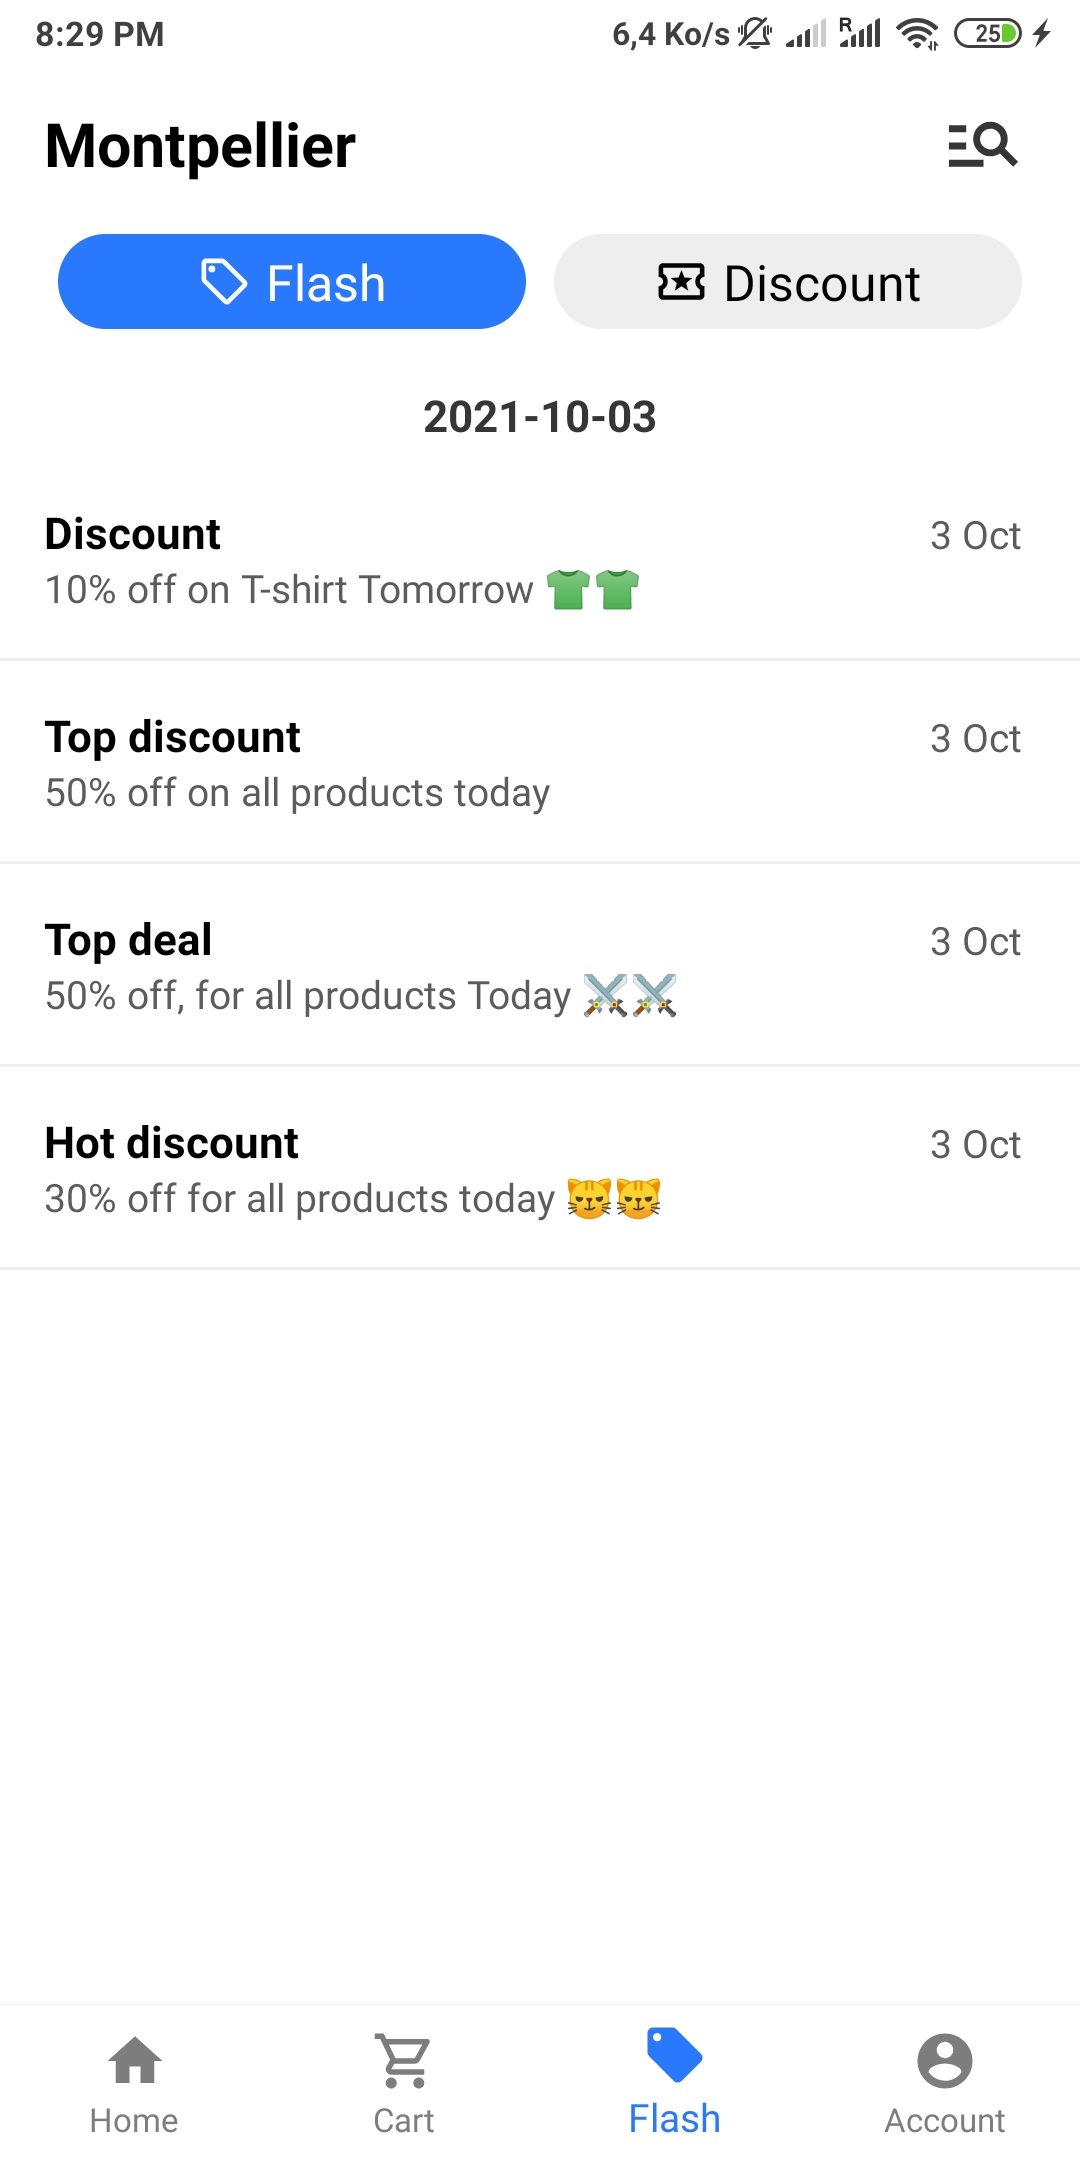 8:29 PM 6,4 Ko/s R 25
Montpellier
Flash Discount
2021-10-03
Discount 3 Oct
10% off on T-shirt Tomorrow 👕👕
Top discount 3 Oct
50% off on all products today
Top deal 3 Oct
50% off, for all products Today ⚔️⚔️
Hot discount 3 Oct
30% off for all products today 😼😼
Home Cart Flash Account